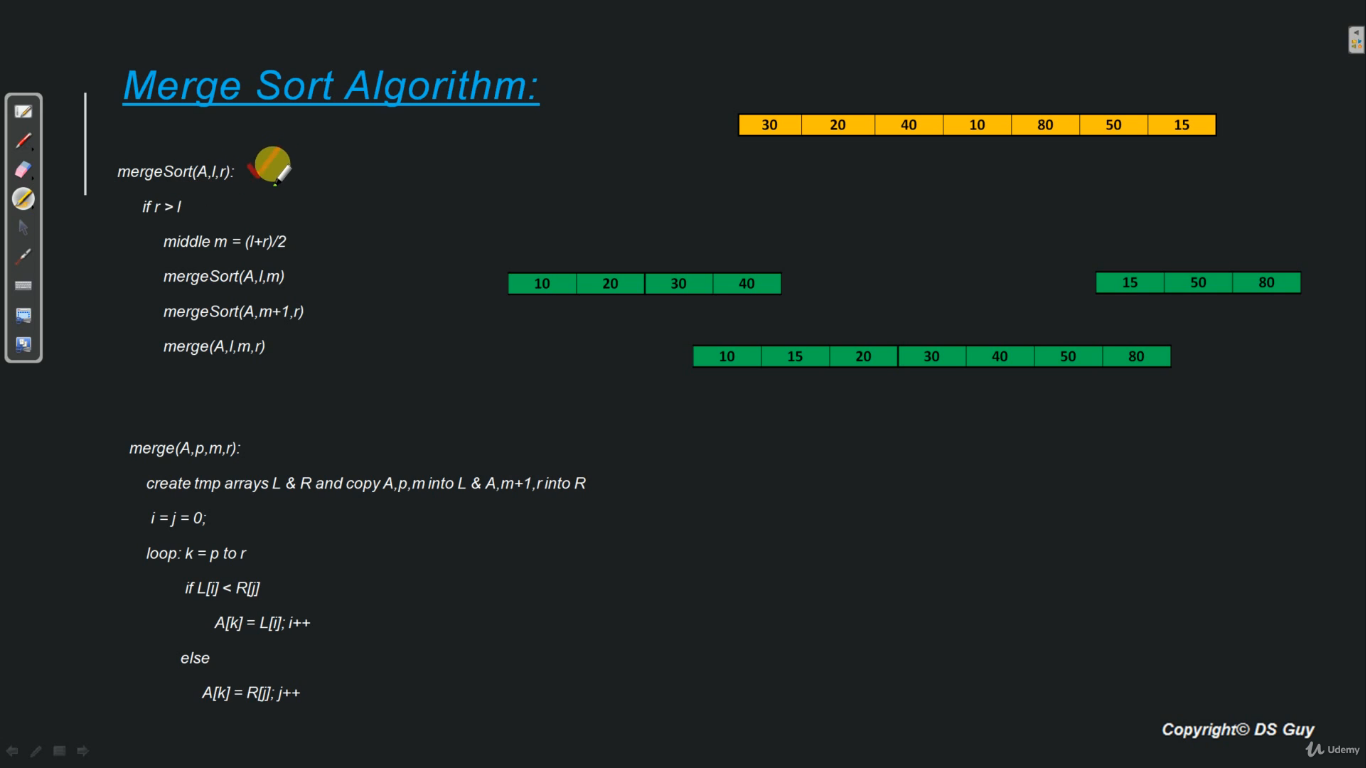 Merge Sort Algorithm:
30 20 40 10 80 50 15
mergeSort(A,l,r):
if r > l
middle m = (l+r)/2
mergeSort(A,l,m)
mergeSort(A,m+1,r)
merge(A,l,m,r)
10 20 30 40
15 50 80
10 15 20 30 40 50 80
merge(A,p,m,r):
create tmp arrays L & R and copy A,p,m into L & A,m+1,r into R
i = j = 0;
loop: k = p to r
if L[i] < R[j]
A[k] = L[i]; i++
else
A[k] = R[j]; j++
Copyright© DS Guy
Udemy